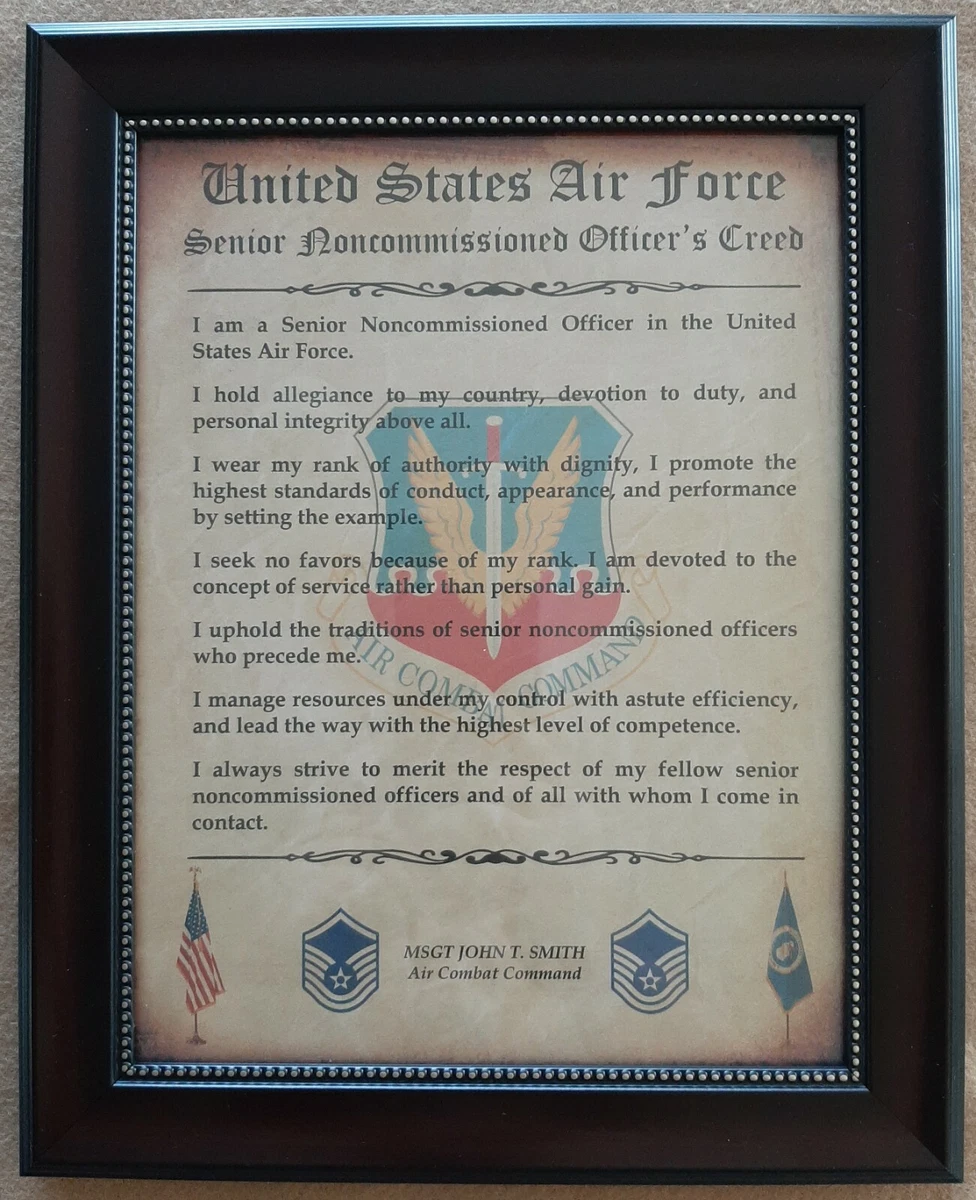 United States Air Force
Senior Noncommissioned Officer's Creed
I am a Senior Noncommissioned Officer in the United
States Air Force.
I hold allegiance to my country, devotion to duty, and
personal integrity above all.
I wear my rank of authority with dignity, I promote the
highest standards of conduct, appearance, and performance
by setting the example.
I seek no favors because of my rank. I am devoted to the
concept of service rather than personal gain.
I uphold the traditions of senior noncommissioned officers
who precede me.
AIR COMBAT COMMAND
I manage resources under my control with astute efficiency,
and lead the way with the highest level of competence.
I always strive to merit the respect of my fellow senior
noncommissioned officers and of all with whom I come in
contact.
MSGT JOHN T. SMITH
Air Combat Command